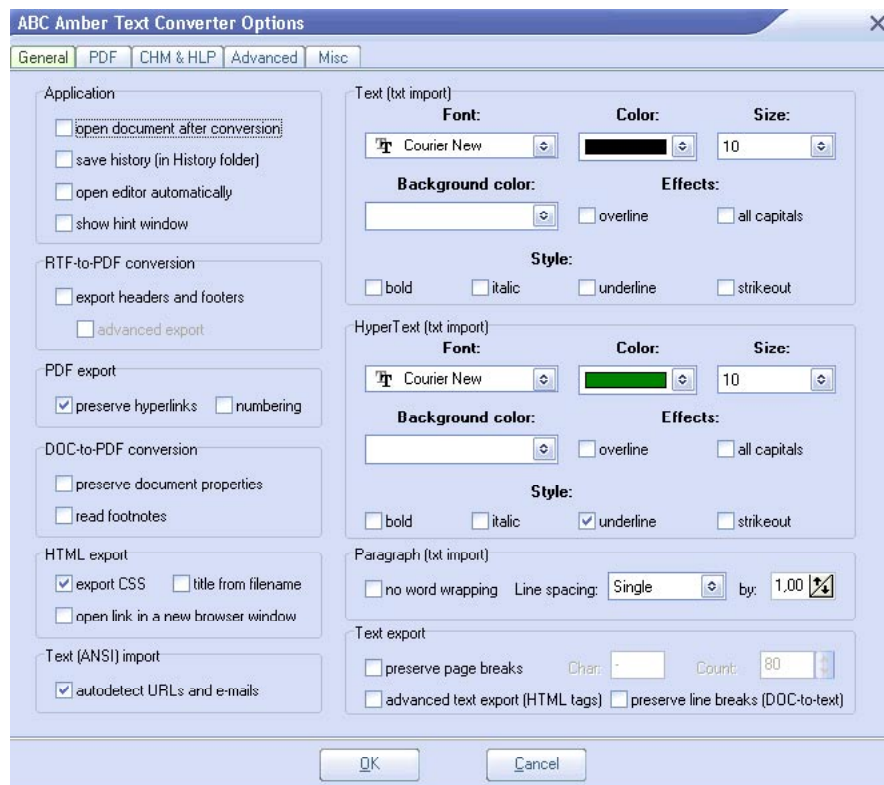 ABC Amber Text Converter Options
General PDF CHM & HLP Advanced Misc
Application
open document after conversion
save history (in History folder)
open editor automatically
show hint window
RTF-to-PDF conversion
export headers and footers
advanced export
PDF export
preserve hyperlinks numbering
DOC-to-PDF conversion
preserve document properties
read footnotes
HTML export
export CSS title from filename
open link in a new browser window
Text (ANSI) import
autodetect URLs and e-mails
Text (txt import)
Font: Color: Size:
Courier New 10
Background color: Effects:
overline all capitals
Style:
bold italic underline strikeout
HyperText (txt import)
Font: Color: Size:
Courier New 10
Background color: Effects:
overline all capitals
Style:
bold italic underline strikeout
Paragraph (txt import)
no word wrapping Line spacing: Single by: 1,00
Text export
preserve page breaks Char: - Count: 80
advanced text export (HTML tags) preserve line breaks (DOC-to-text)
OK Cancel